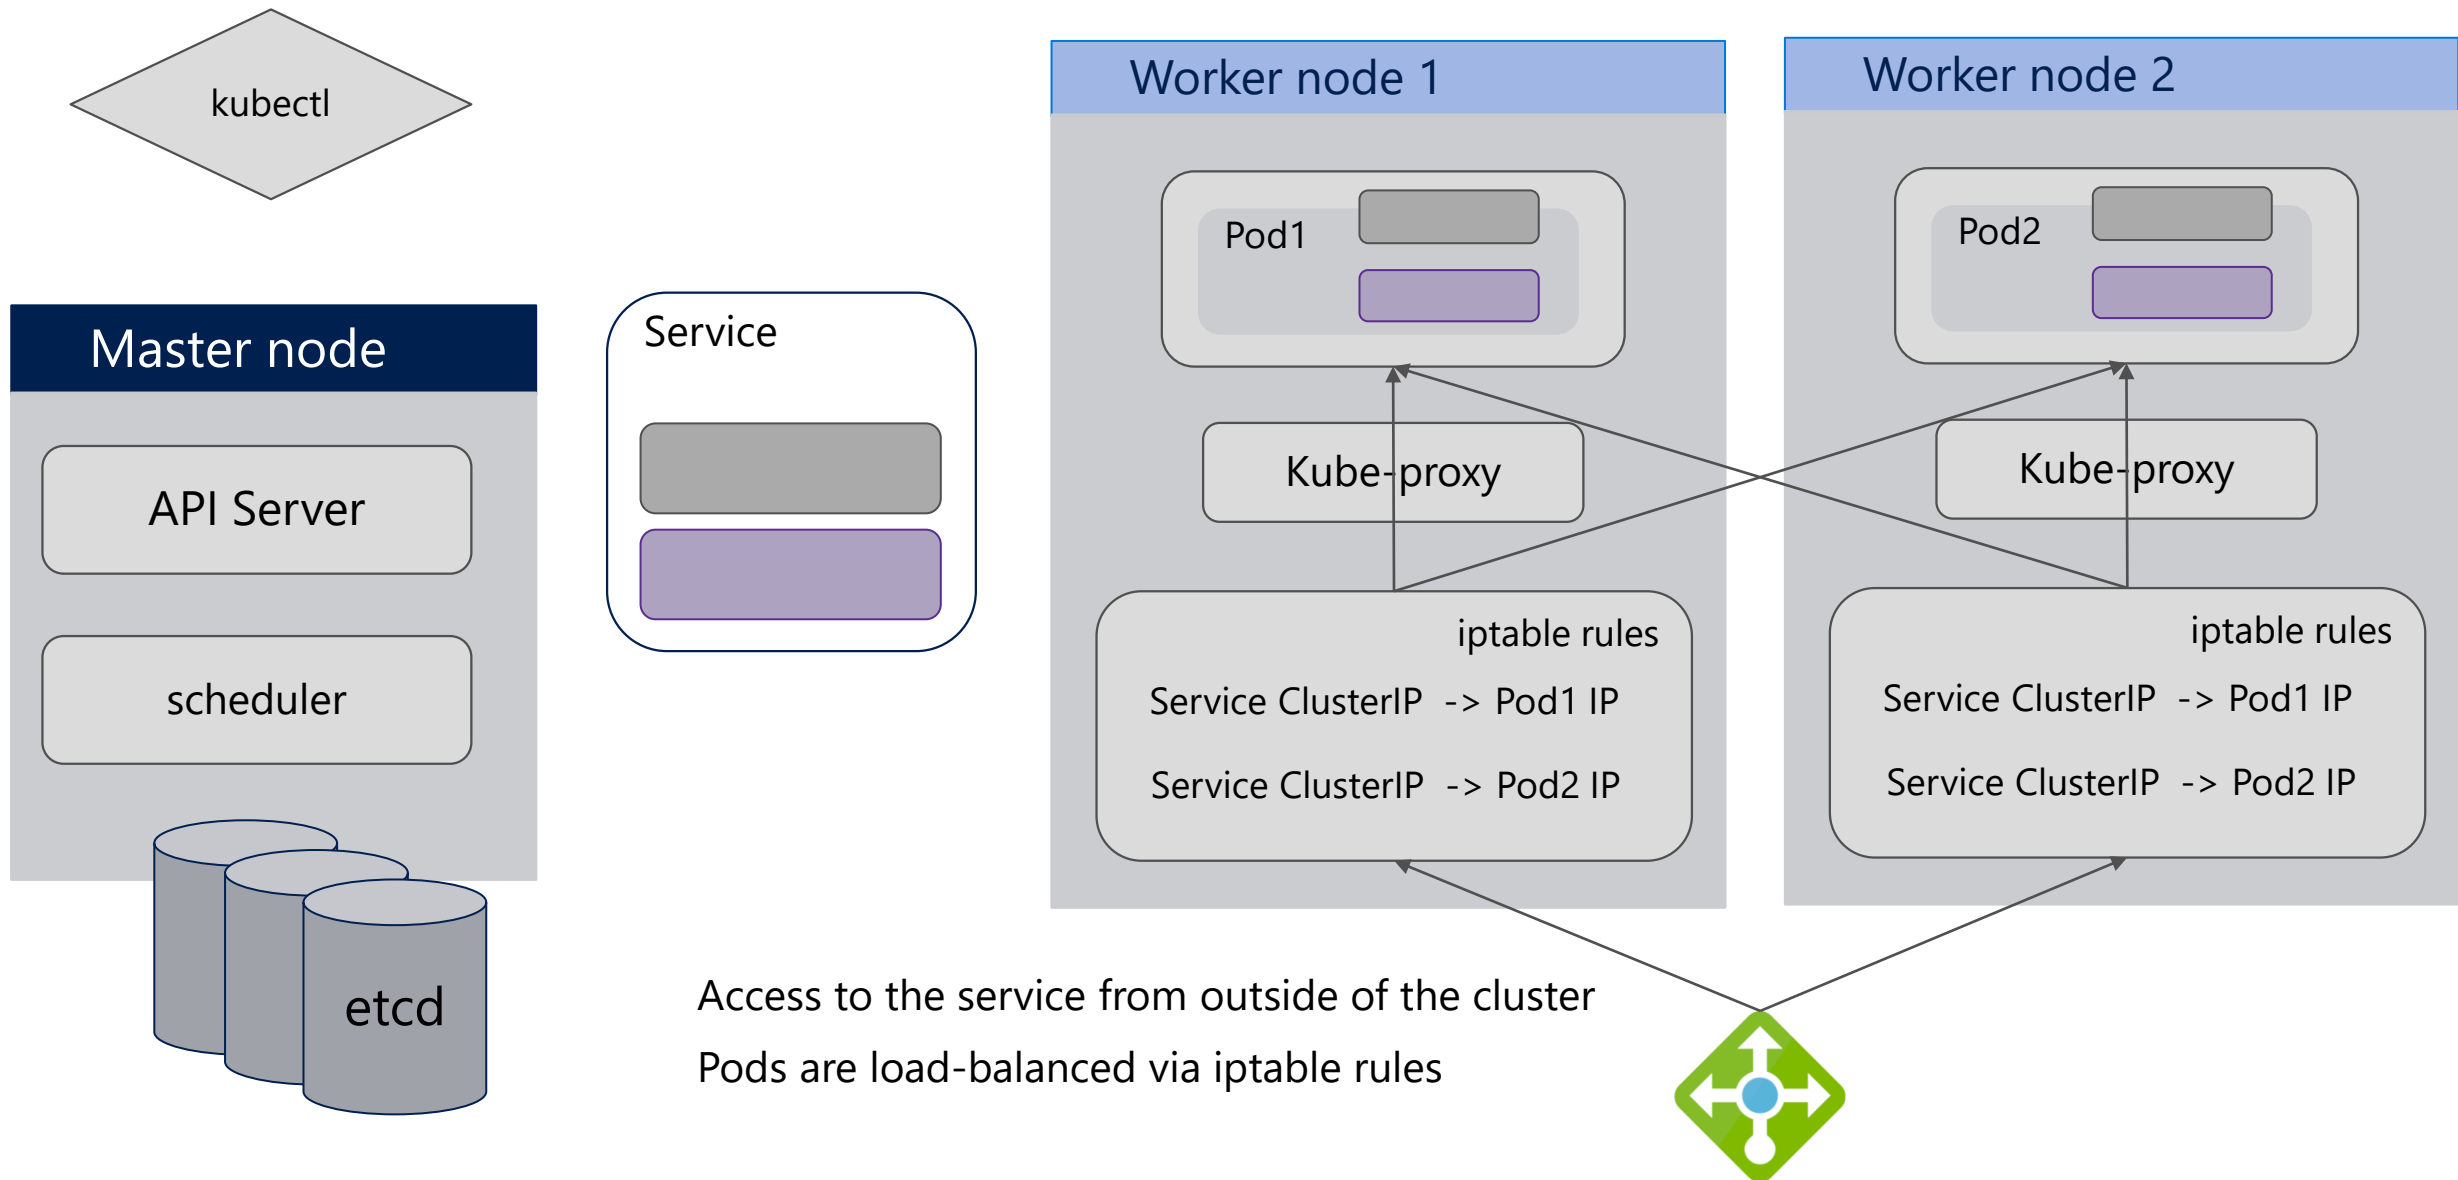 kubectl
Master node
API Server
scheduler
etcd
Service
Worker node 1
Pod1
Kube-proxy
iptable rules
Service ClusterIP -> Pod1 IP
Service ClusterIP -> Pod2 IP
Worker node 2
Pod2
Kube-proxy
iptable rules
Service ClusterIP -> Pod1 IP
Service ClusterIP -> Pod2 IP
Access to the service from outside of the cluster
Pods are load-balanced via iptable rules